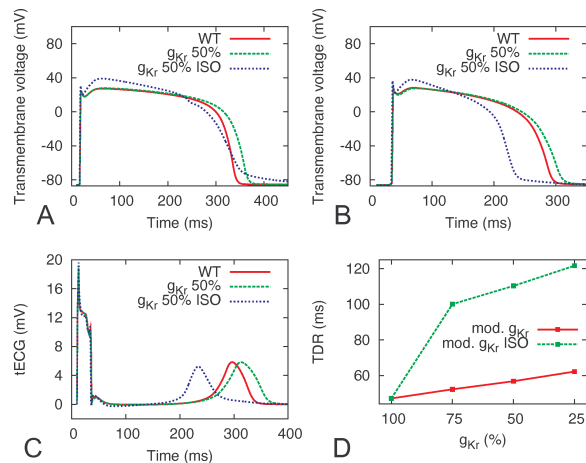 Transmembrane voltage (mV)
120
80
40
0
-40
-80
WT
gKr 50%
gKr 50% ISO
0
100
200
300
400
Time (ms)
A
Transmembrane voltage (mV)
120
80
40
0
-40
-80
WT
gKr 50%
gKr 50% ISO
0
100
200
300
Time (ms)
B
tECG (mV)
20
16
12
8
4
0
WT
gKr 50%
gKr 50% ISO
0
100
200
300
400
Time (ms)
C
TDR (ms)
120
100
80
60
mod. gKr
mod. gKr ISO
100
75
50
25
gKr (%)
D